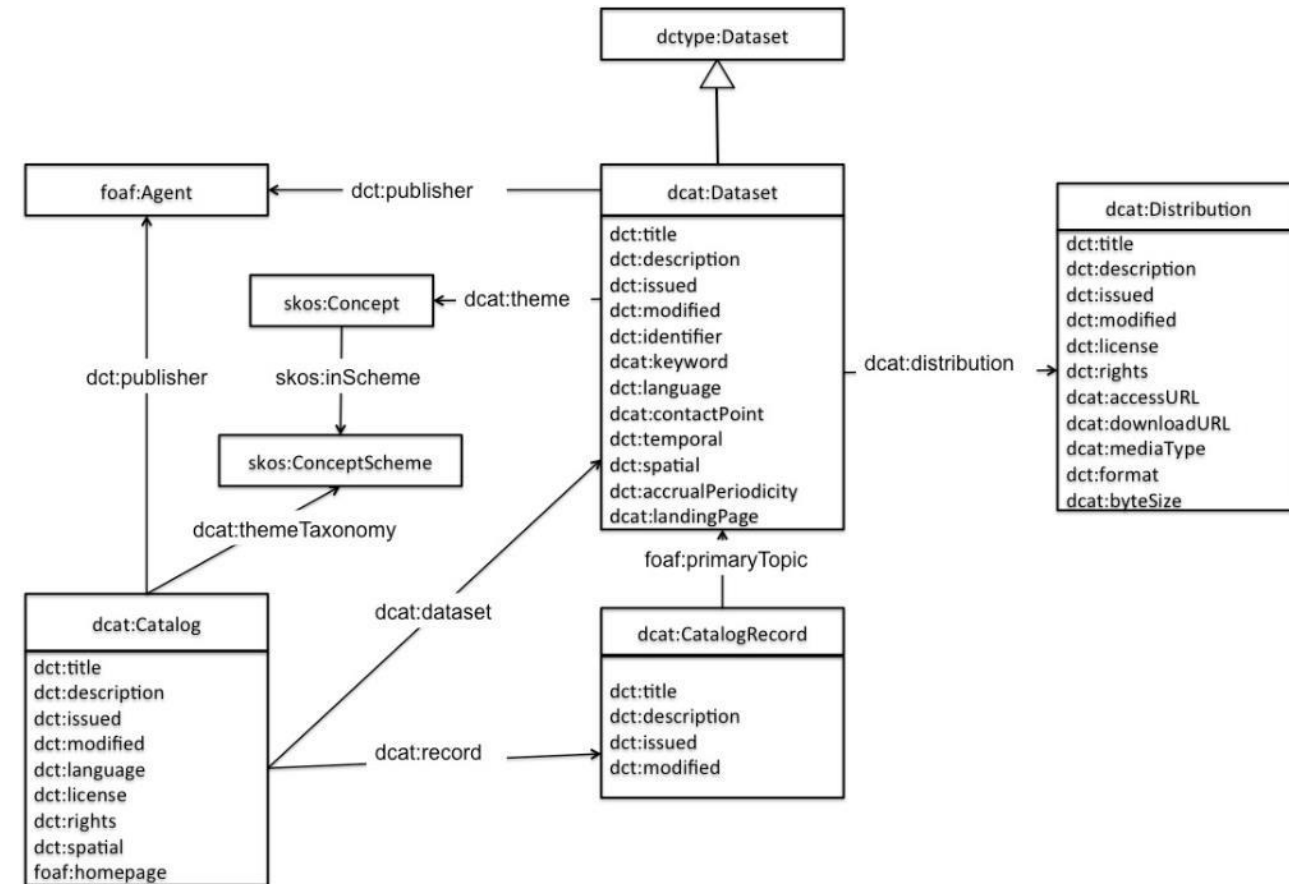 dctype:Dataset
foaf:Agent
dct:publisher
dcat:Dataset
dct:title
dct:description
dct:issued
dct:modified
dct:identifier
dcat:keyword
dct:language
dcat:contactPoint
dct:temporal
dct:spatial
dct:accrualPeriodicity
dcat:landingPage
dcat:Distribution
dct:title
dct:description
dct:issued
dct:modified
dct:license
dct:rights
dcat:accessURL
dcat:downloadURL
dcat:mediaType
dct:format
dcat:byteSize
skos:Concept
dcat:theme
dcat:distribution
dct:publisher
skos:inScheme
skos:ConceptScheme
dcat:themeTaxonomy
foaf:primaryTopic
dcat:dataset
dcat:Catalog
dct:title
dct:description
dct:issued
dct:modified
dct:language
dct:license
dct:rights
dct:spatial
foaf:homepage
dcat:record
dcat:CatalogRecord
dct:title
dct:description
dct:issued
dct:modified